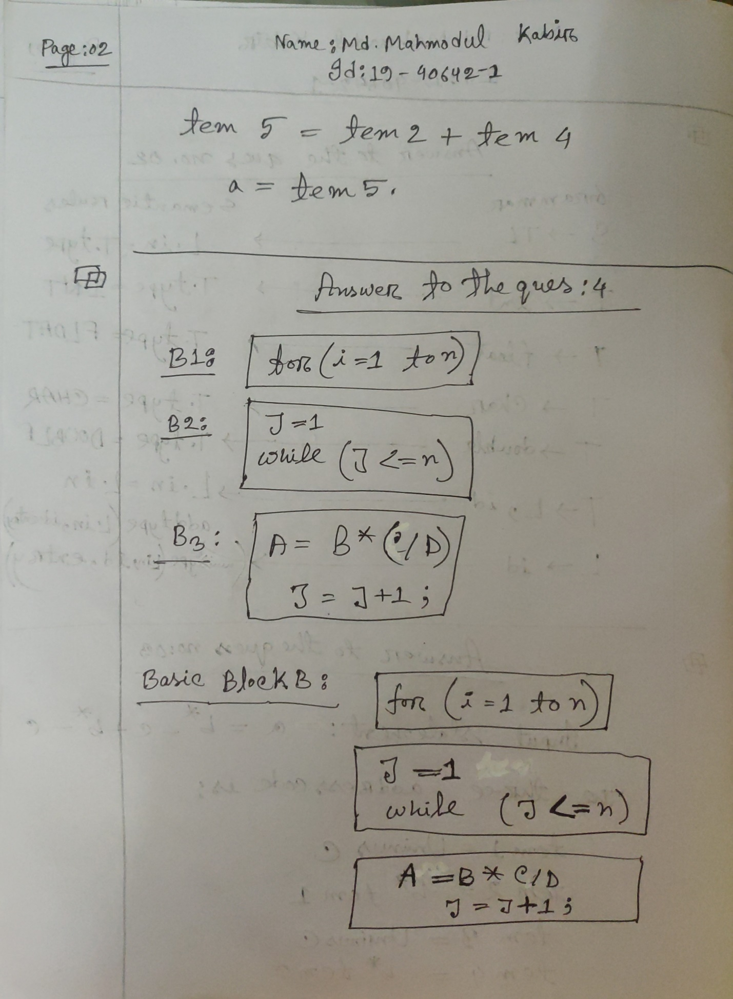 Page:02
Name: Md. Mahmodul Kabir
Id: 19-40642-1
tem 5 = tem 2 + tem 4
a = tem 5.
Answer to the ques:4
B1: for (i=1 to n)
B2: J=1
while (J <=n)
B3: A = B * (C/D)
J = J+1;
Basic Block B: for (i=1 to n)
J =1
while (J <=n)
A =B * C/D
J = J+1;